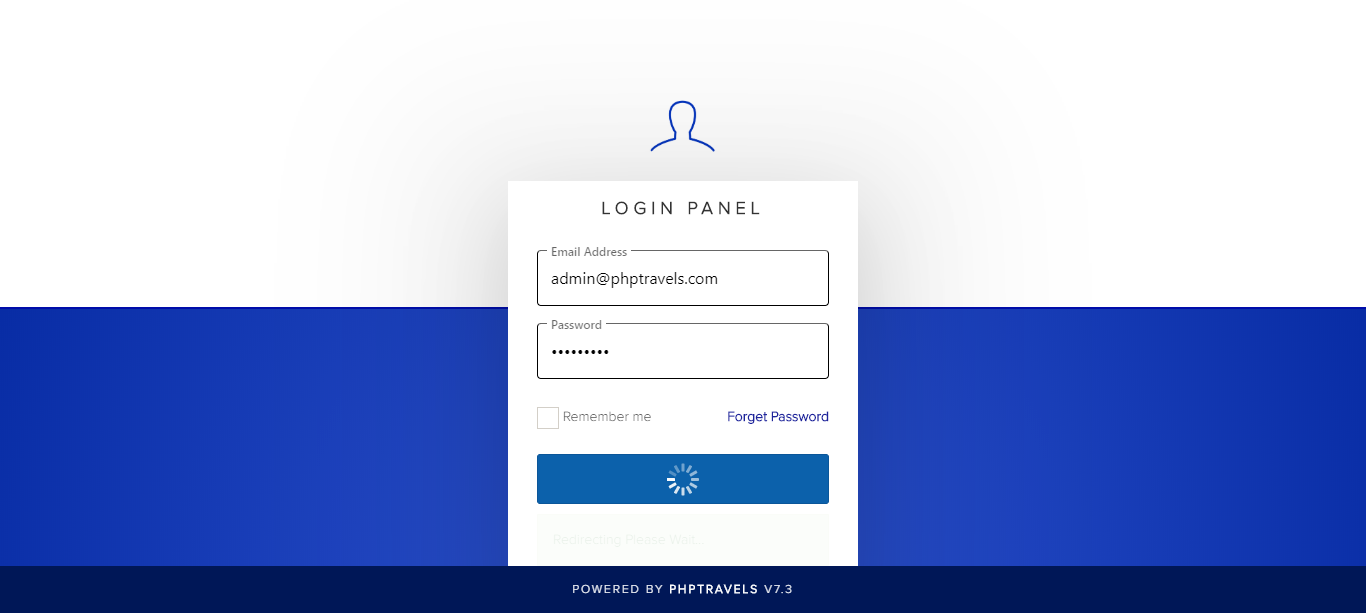 LOGIN PANEL
Email Address
admin@phptravels.com
Password
•••••••••
Remember me
Forget Password
Redirecting Please Wait...
POWERED BY PHPTRAVELS V7.3